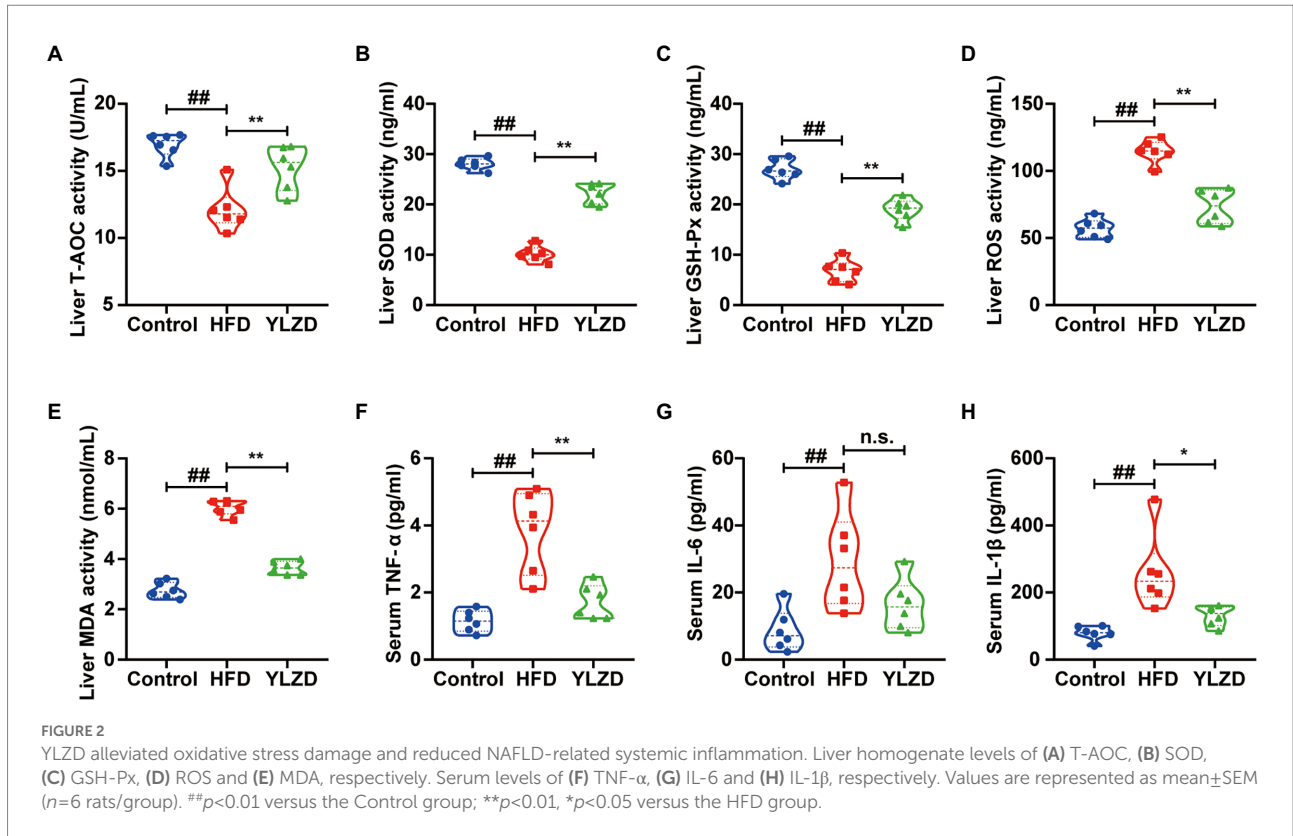 A
Liver T-AOC activity (U/mL)
20
15
10
5
##
**
Control HFD YLZD
B
Liver SOD activity (ng/ml)
40
30
20
10
0
##
**
Control HFD YLZD
C
Liver GSH-Px activity (ng/mL)
40
30
20
10
0
##
**
Control HFD YLZD
D
Liver ROS activity (ng/mL)
150
100
50
0
##
**
Control HFD YLZD
E
Liver MDA activity (nmol/mL)
8
6
4
2
0
##
**
Control HFD YLZD
F
Serum TNF-α (pg/ml)
6
4
2
0
##
**
Control HFD YLZD
G
Serum IL-6 (pg/ml)
60
40
20
0
##
n.s.
Control HFD YLZD
H
Serum IL-1β (pg/ml)
600
400
200
0
##
*
Control HFD YLZD
FIGURE 2
YLZD alleviated oxidative stress damage and reduced NAFLD-related systemic inflammation. Liver homogenate levels of (A) T-AOC, (B) SOD,
(C) GSH-Px, (D) ROS and (E) MDA, respectively. Serum levels of (F) TNF-α, (G) IL-6 and (H) IL-1β, respectively. Values are represented as mean±SEM
(n=6 rats/group). ##p<0.01 versus the Control group; **p<0.01, *p<0.05 versus the HFD group.